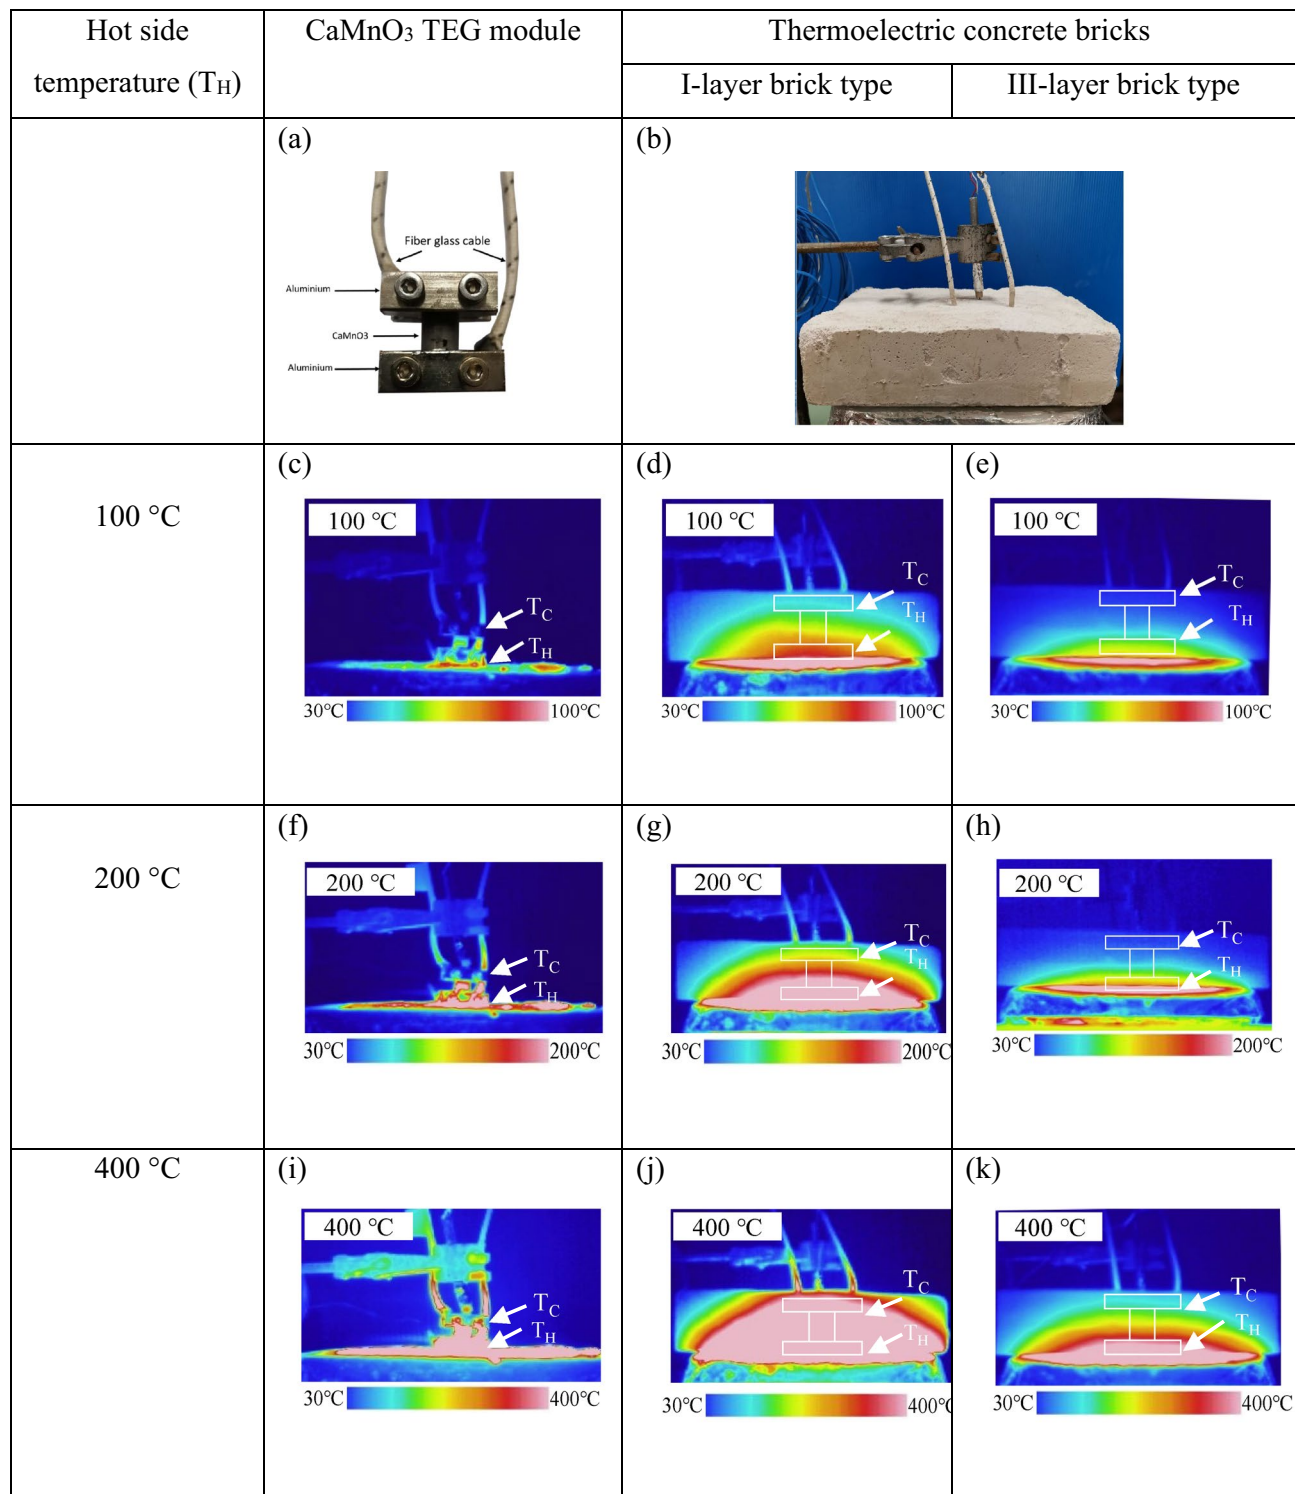 Hot side
temperature (TH)
CaMnO3 TEG module
Thermoelectric concrete bricks
I-layer brick type
III-layer brick type
(a)
Fiber glass cable
Aluminium
CaMnO3
Aluminium
(b)
100 °C
(c)
100 °C
TC
TH
30°C
100°C
(d)
100 °C
TC
TH
30°C
100°C
(e)
100 °C
TC
TH
30°C
100°C
200 °C
(f)
200 °C
TC
TH
30°C
200°C
(g)
200 °C
TC
TH
30°C
200°C
(h)
200 °C
TC
TH
30°C
200°C
400 °C
(i)
400 °C
TC
TH
30°C
400°C
(j)
400 °C
TC
TH
30°C
400°C
(k)
400 °C
TC
TH
30°C
400°C